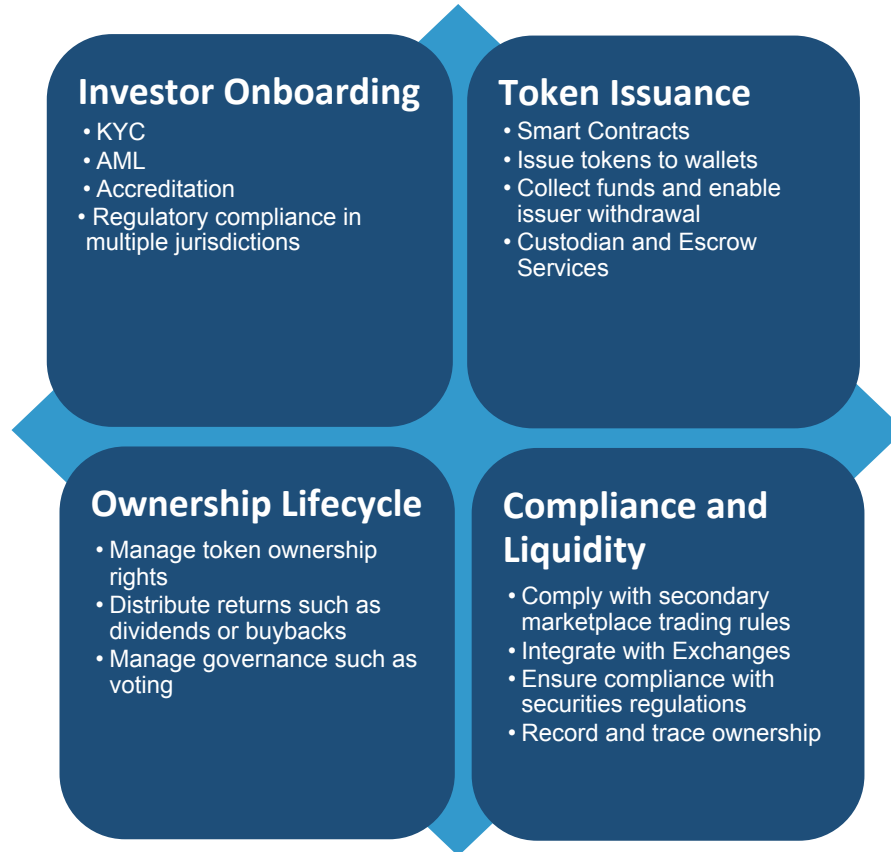 Investor Onboarding
• KYC
• AML
• Accreditation
• Regulatory compliance in
multiple jurisdictions
Token Issuance
• Smart Contracts
• Issue tokens to wallets
• Collect funds and enable
issuer withdrawal
• Custodian and Escrow
Services
Ownership Lifecycle
• Manage token ownership
rights
• Distribute returns such as
dividends or buybacks
• Manage governance such as
voting
Compliance and
Liquidity
• Comply with secondary
marketplace trading rules
• Integrate with Exchanges
• Ensure compliance with
securities regulations
• Record and trace ownership